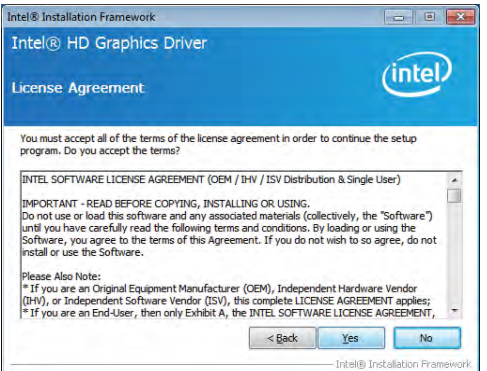 Intel® Installation Framework
Intel® HD Graphics Driver
intel
License Agreement
You must accept all of the terms of the license agreement in order to continue the setup
program. Do you accept the terms?
INTEL SOFTWARE LICENSE AGREEMENT (OEM / IHV / ISV Distribution & Single User)
IMPORTANT - READ BEFORE COPYING, INSTALLING OR USING.
Do not use or load this software and any associated materials (collectively, the "Software")
until you have carefully read the following terms and conditions. By loading or using the
Software, you agree to the terms of this Agreement. If you do not wish to so agree, do not
install or use the Software.
Please Also Note:
* If you are an Original Equipment Manufacturer (OEM), Independent Hardware Vendor
(IHV), or Independent Software Vendor (ISV), this complete LICENSE AGREEMENT applies;
* If you are an End-User, then only Exhibit A, the INTEL SOFTWARE LICENSE AGREEMENT,
< Back Yes No
Intel® Installation Framework